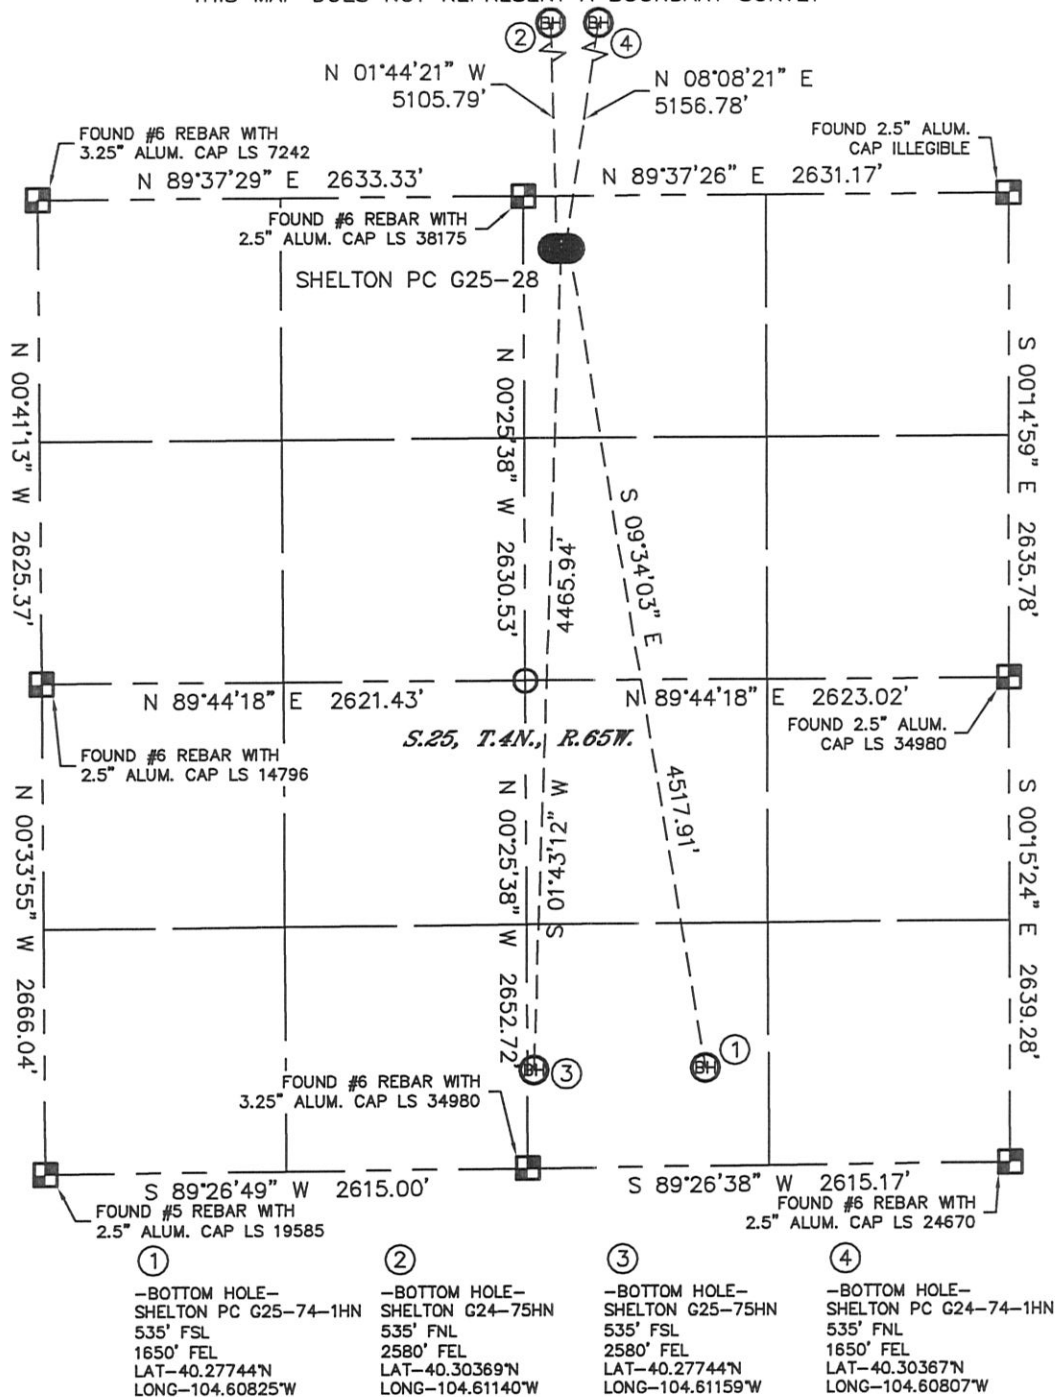 THIS MAP DOES NOT REPRESENT A BOUNDARY SURVEY
BH
BH
2
4
N 01°44'21" W
5105.79'
N 08°08'21" E
5156.78'
FOUND #6 REBAR WITH
3.25" ALUM. CAP LS 7242
FOUND 2.5" ALUM.
CAP ILLEGIBLE
N 89°37'29" E 2633.33'
N 89°37'26" E 2631.17'
FOUND #6 REBAR WITH
2.5" ALUM. CAP LS 38175
SHELTON PC G25-28
N 00°41'13" W 2625.37'
N 00°25'38" W 2630.53'
4465.94'
S 09°34'03" E
S 00°14'59" E 2635.78'
N 89°44'18" E 2621.43'
N 89°44'18" E 2623.02'
S.25, T.4N., R.65W.
FOUND 2.5" ALUM.
CAP LS 34980
FOUND #6 REBAR WITH
2.5" ALUM. CAP LS 14796
N 00°33'55" W 2666.04'
N 00°25'38" W 2652.72'
S 01°43'12" W
4517.91'
S 00°15'24" E 2639.28'
BH
3
BH
1
FOUND #6 REBAR WITH
3.25" ALUM. CAP LS 34980
S 89°26'49" W 2615.00'
S 89°26'38" W 2615.17'
FOUND #5 REBAR WITH
2.5" ALUM. CAP LS 19585
FOUND #6 REBAR WITH
2.5" ALUM. CAP LS 24670
1
-BOTTOM HOLE-
SHELTON PC G25-74-1HN
535' FSL
1650' FEL
LAT-40.27744°N
LONG-104.60825°W
2
-BOTTOM HOLE-
SHELTON G24-75HN
535' FNL
2580' FEL
LAT-40.30369°N
LONG-104.61140°W
3
-BOTTOM HOLE-
SHELTON G25-75HN
535' FSL
2580' FEL
LAT-40.27744°N
LONG-104.61159°W
4
-BOTTOM HOLE-
SHELTON PC G24-74-1HN
535' FNL
1650' FEL
LAT-40.30367°N
LONG-104.60807°W